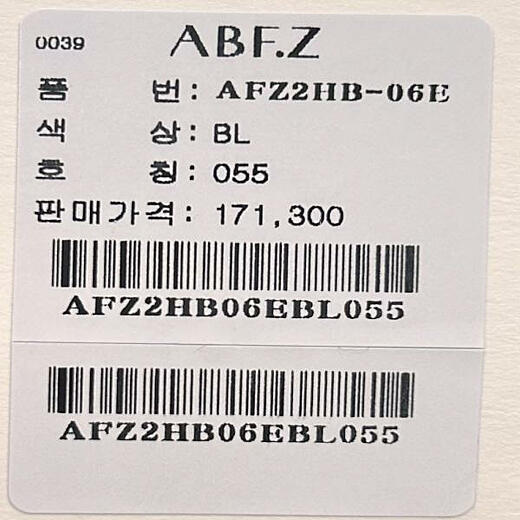 0039 ABF.Z
품 번: AFZ2HB-06E
색 상: BL
호 칭: 055
판매가격: 171,300
AFZ2HB06EBL055
AFZ2HB06EBL055